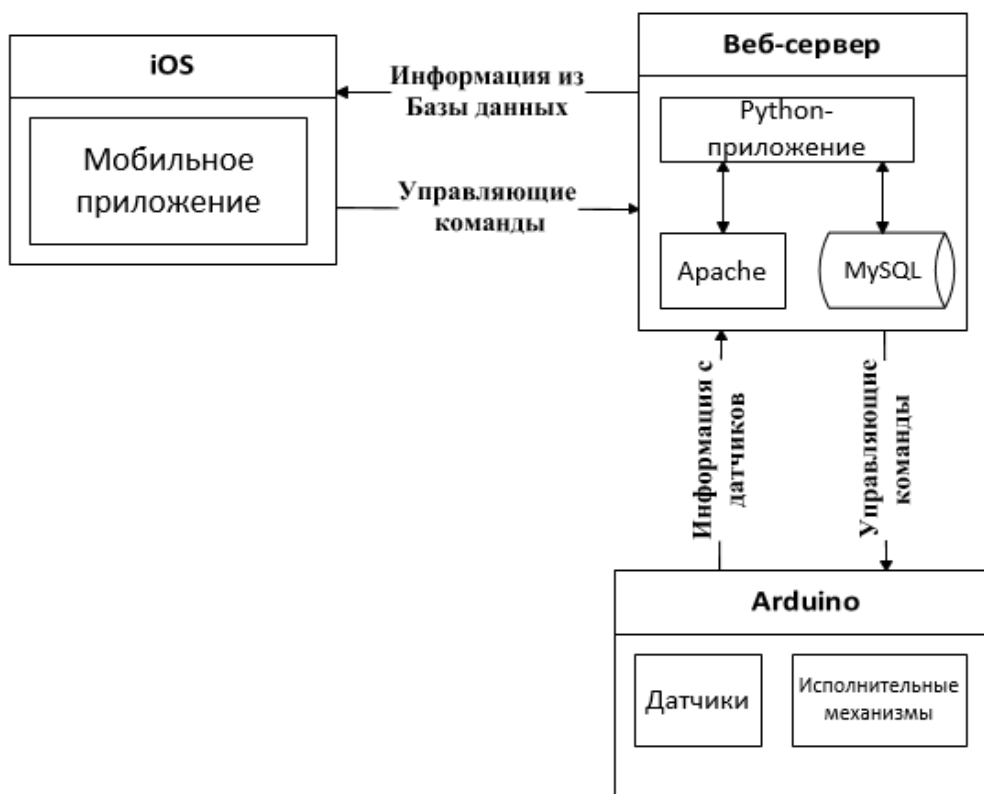 iOS
Мобильное
приложение
Информация из
Базы данных
Управляющие
команды
Веб-сервер
Python-
приложение
Apache
MySQL
Информация с
датчиков
Управляющие
команды
Arduino
Датчики
Исполнительные
механизмы